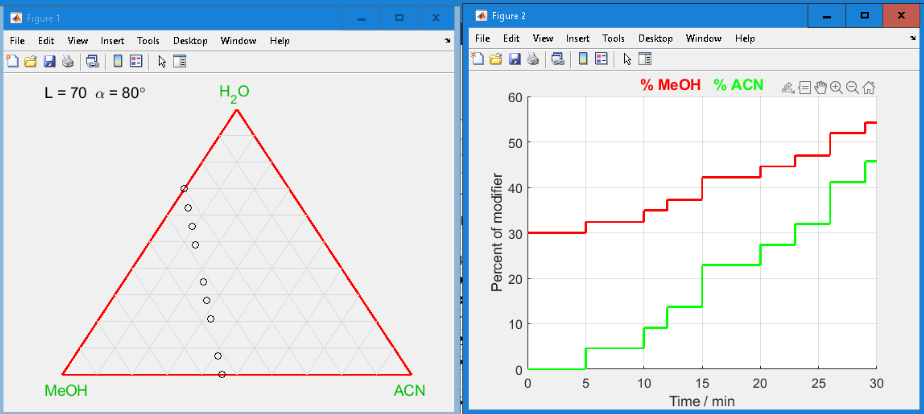 Figure 1
File Edit View Insert Tools Desktop Window Help
L = 70 α = 80°
H2O
MeOH
ACN
Figure 2
File Edit View Insert Tools Desktop Window Help
% MeOH % ACN
Percent of modifier
60
50
40
30
20
10
0
0 5 10 15 20 25 30
Time / min